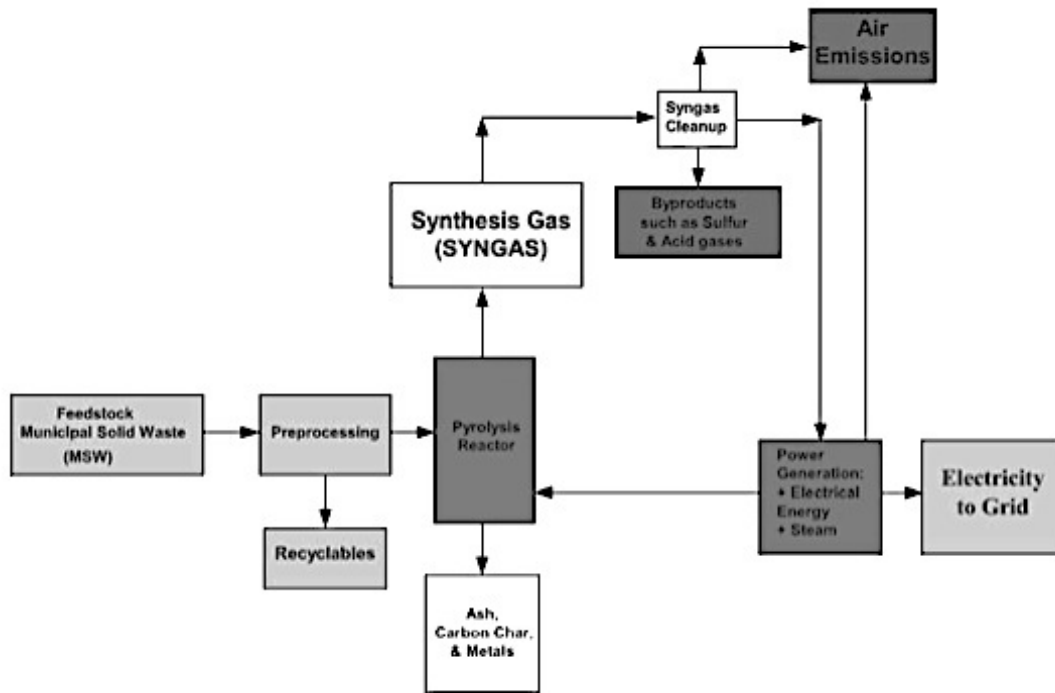 Air
Emissions
Syngas
Cleanup
Byproducts
such as Sulfur
& Acid gases
Synthesis Gas
(SYNGAS)
Feedstock
Municipal Solid Waste
(MSW)
Preprocessing
Pyrolysis
Reactor
Recyclables
Ash,
Carbon Char,
& Metals
Power
Generation:
+ Electrical
Energy
+ Steam
Electricity
to Grid